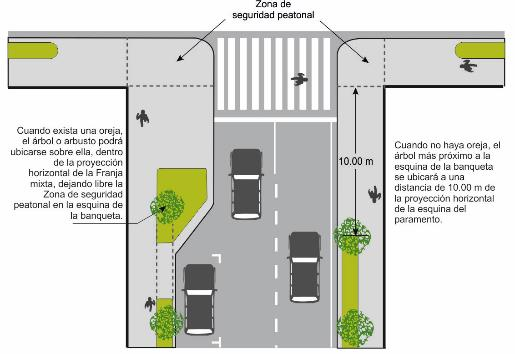 Zona de
seguridad peatonal
Cuando exista una oreja,
el árbol o arbusto podrá
ubicarse sobre ella, dentro
de la proyección
horizontal de la Franja
mixta, dejando libre la
Zona de seguridad
peatonal en la esquina de
la banqueta.
10.00 m
Cuando no haya oreja, el
árbol más próximo a la
esquina de la banqueta
se ubicará a una
distancia de 10.00 m de
la proyección horizontal
de la esquina del
paramento.